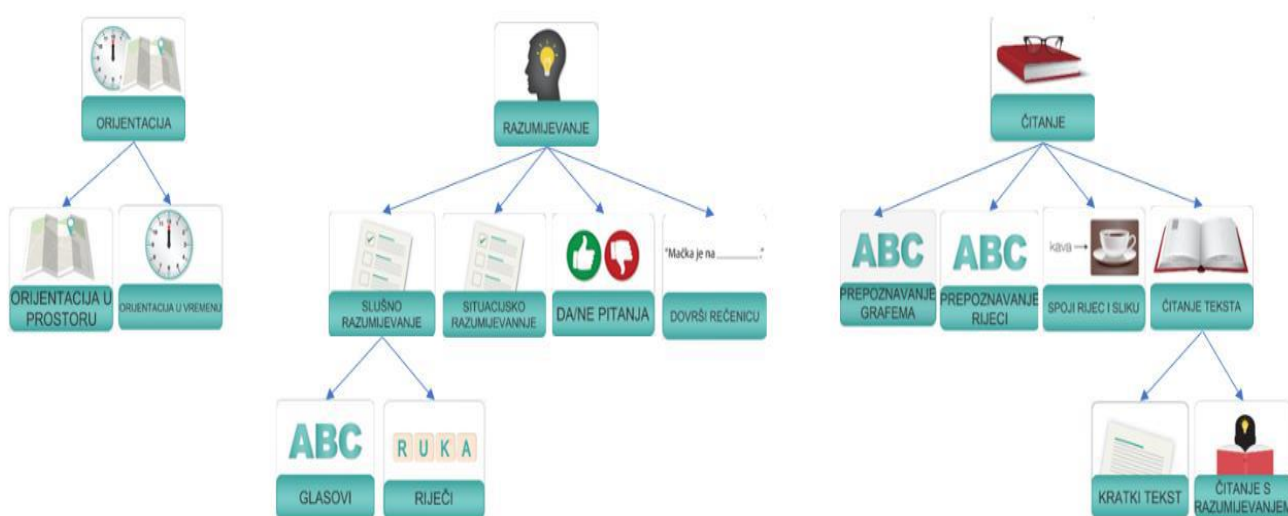 ORIJENTACIJA
RAZUMIJEVANJE
ČITANJE
ORIJENTACIJA U
PROSTORU
ORIJENTACIJA U VREMENU
SLUŠNO
RAZUMIJEVANJE
SITUACIJSKO
RAZUMIJEVANNJE
DA/NE PITANJA
"Mačka je na ________."
DOVRŠI REČENICU
ABC
PREPOZNAVANJE
GRAFEMA
ABC
PREPOZNAVANJE
RIJECI
kava →
SPOJI RIJEC I SLIKU
ČITANJE TEKSTA
ABC
GLASOVI
RUKA
RIJEČI
KRATKI TEKST
ČITANJE S
RAZUMIJEVANJEM